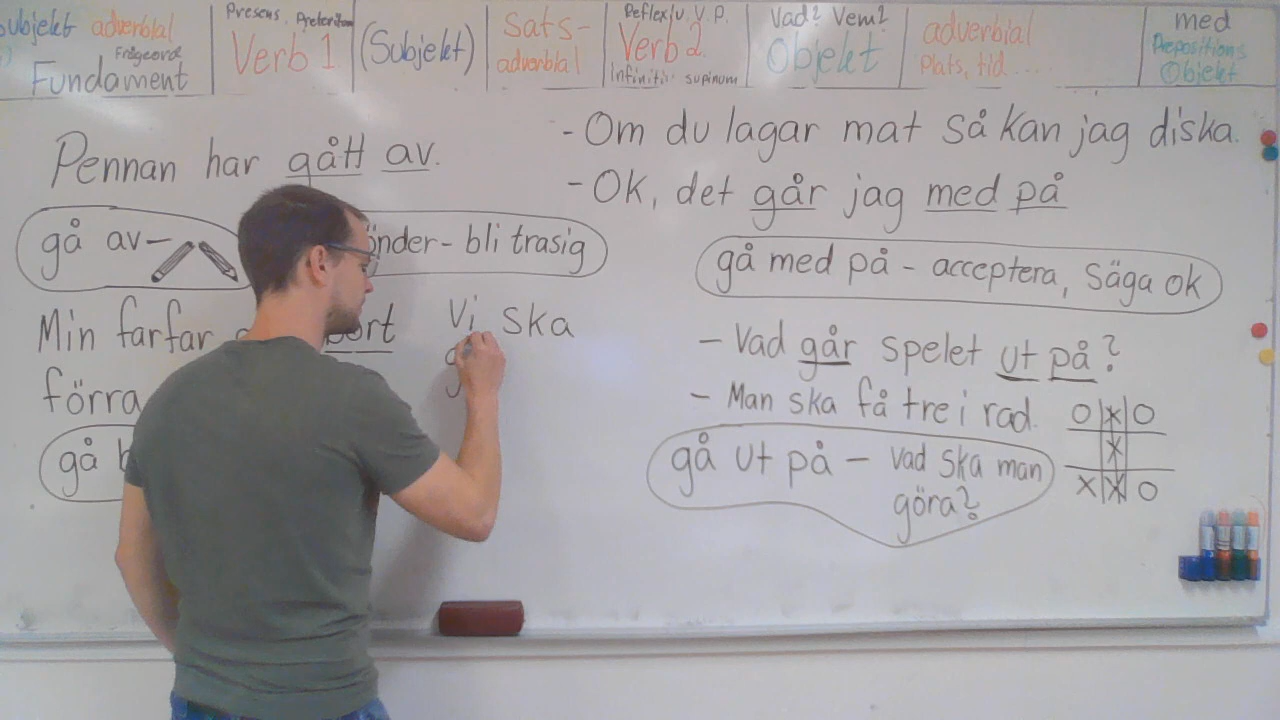 Subjekt adverbial
Frågeord
Fundament
Presens, Preteritum
Verb 1
(Subjekt)
Sats-
adverbial
Reflexiv. V. P.
Verb 2
infinitiv supinum
Vad? Vem?
Objekt
adverbial
Plats, tid ....
med
Prepositions
Objekt
Pennan har gått av.
gå av -
önder - bli trasig
Min farfar
ort
förra
gå b
Vi ska
g
- Om du lagar mat så kan jag diska.
- Ok, det går jag med på
gå med på - acceptera, säga ok
- Vad går spelet ut på?
- Man ska få tre i rad.
gå ut på - vad ska man
göra?
O X O
X
X X O